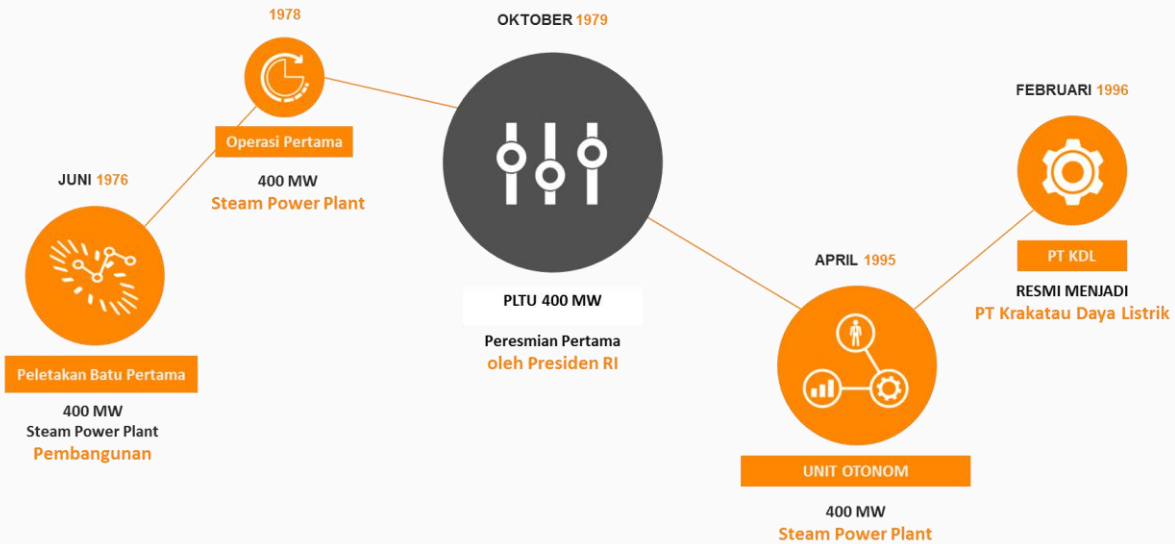 JUNI 1976
Peletakan Batu Pertama
400 MW
Steam Power Plant
Pembangunan
1978
Operasi Pertama
400 MW
Steam Power Plant
OKTOBER 1979
PLTU 400 MW
Peresmian Pertama
oleh Presiden RI
APRIL 1995
UNIT OTONOM
400 MW
Steam Power Plant
FEBRUARI 1996
PT KDL
RESMI MENJADI
PT Krakatau Daya Listrik